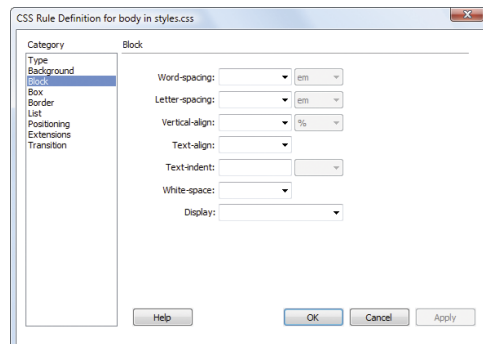 CSS Rule Definition for body in styles.css
Category
Block
Type
Background
Block
Box
Border
List
Positioning
Extensions
Transition
Word-spacing: em
Letter-spacing: em
Vertical-align: %
Text-align:
Text-indent:
White-space:
Display:
Help OK Cancel Apply